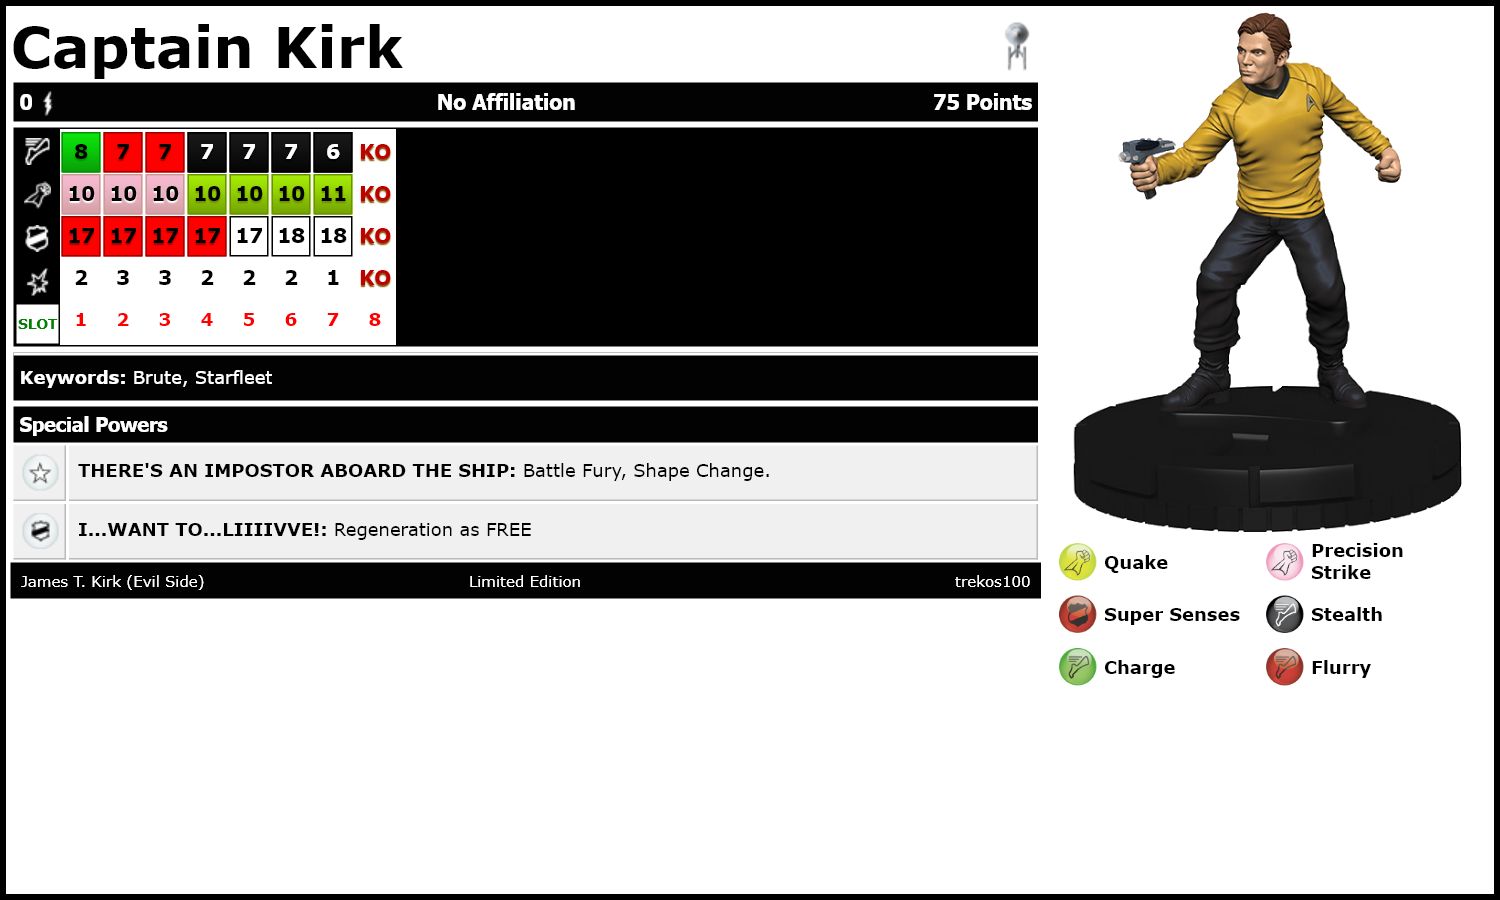 Captain Kirk
0 No Affiliation 75 Points
8 7 7 7 7 7 6 KO
10 10 10 10 10 10 11 KO
17 17 17 17 17 18 18 KO
2 3 3 2 2 2 1 KO
SLOT 1 2 3 4 5 6 7 8
Keywords: Brute, Starfleet
Special Powers
THERE'S AN IMPOSTOR ABOARD THE SHIP: Battle Fury, Shape Change.
I...WANT TO...LIIIIVVE!: Regeneration as FREE
James T. Kirk (Evil Side) Limited Edition trekos100
Quake
Precision
Strike
Super Senses
Stealth
Charge
Flurry